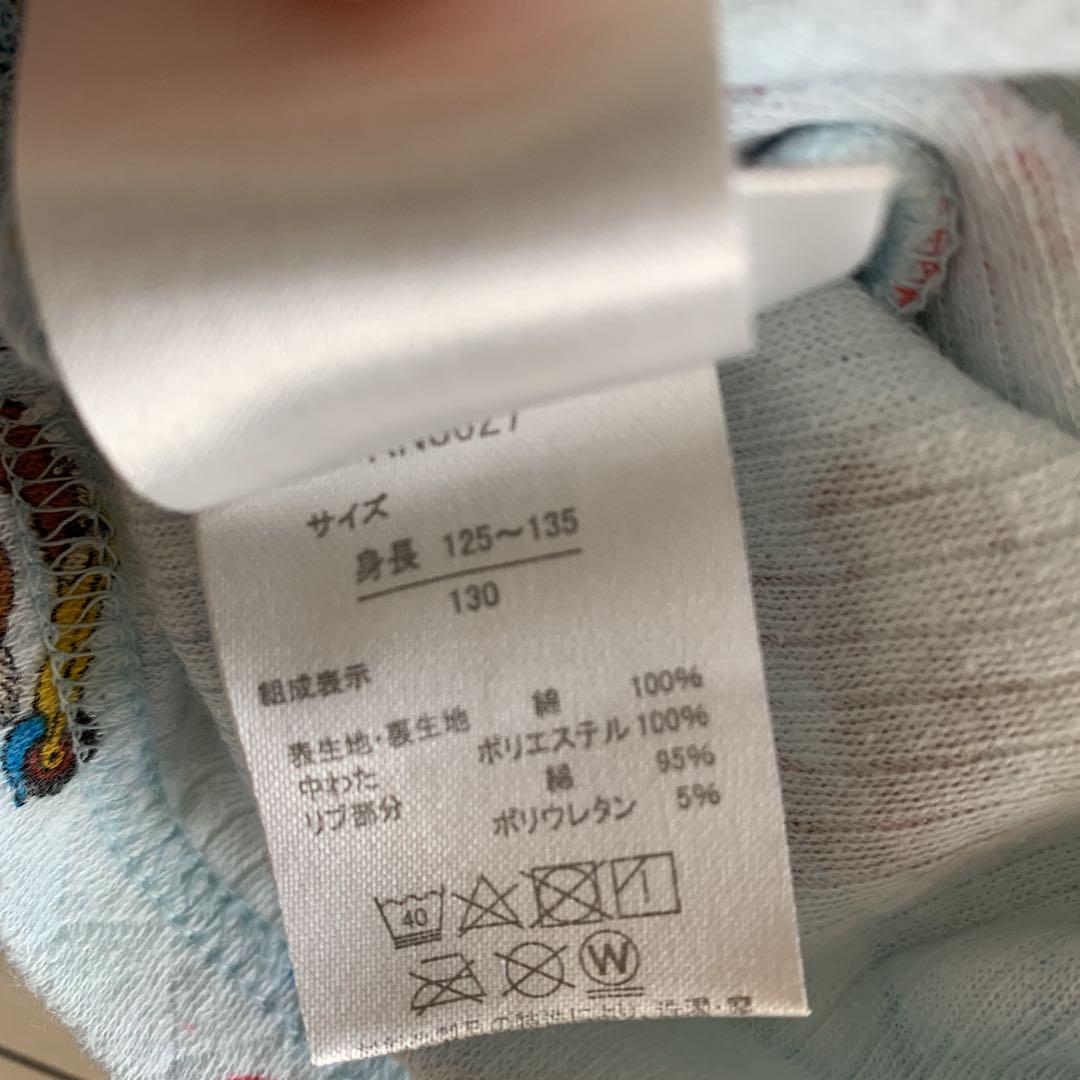 サイズ
身長 125～135
130
組成表示
表生地・裏生地 綿 100%
中わた ポリエステル 100%
リブ部分 綿 95%
ポリウレタン 5%
40
W